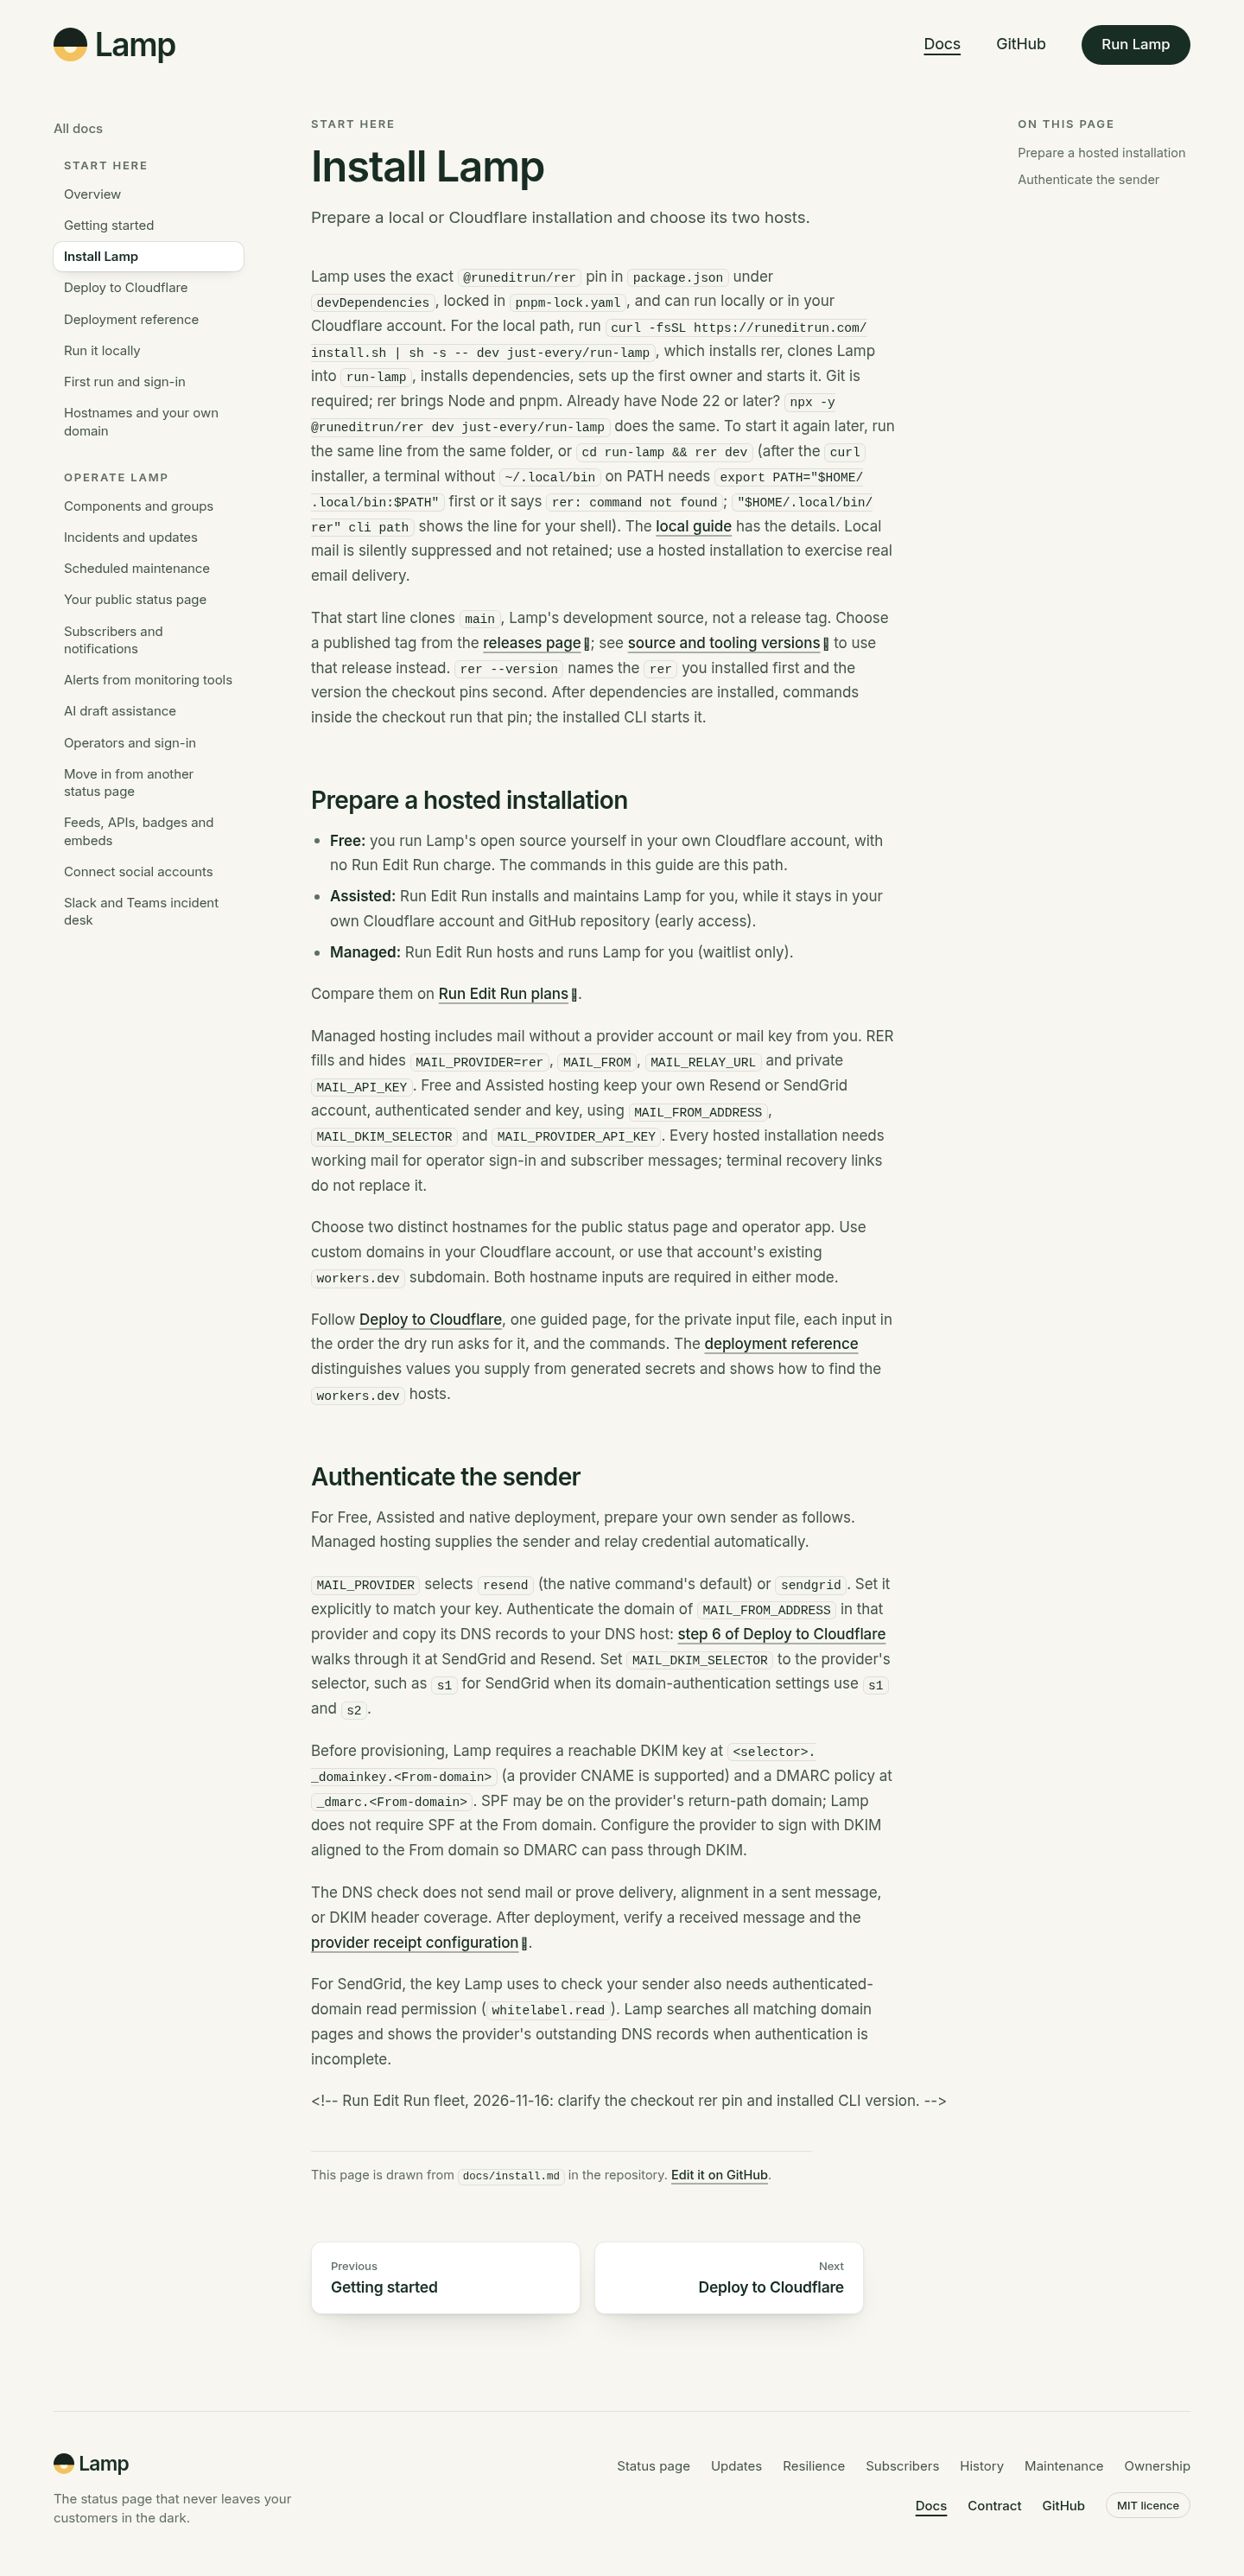 Lamp
Docs
GitHub
Run Lamp
All docs
START HERE
Overview
Getting started
Install Lamp
Deploy to Cloudflare
Deployment reference
Run it locally
First run and sign-in
Hostnames and your own
domain
OPERATE LAMP
Components and groups
Incidents and updates
Scheduled maintenance
Your public status page
Subscribers and
notifications
Alerts from monitoring tools
AI draft assistance
Operators and sign-in
Move in from another
status page
Feeds, APIs, badges and
embeds
Connect social accounts
Slack and Teams incident
desk
START HERE
Install Lamp
Prepare a local or Cloudflare installation and choose its two hosts.
Lamp uses the exact @runeditrun/rer pin in package.json under
devDependencies, locked in pnpm-lock.yaml, and can run locally or in your
Cloudflare account. For the local path, run curl -fsSL https://runeditrun.com/
install.sh | sh -s -- dev just-every/run-lamp, which installs rer, clones Lamp
into run-lamp, installs dependencies, sets up the first owner and starts it. Git is
required; rer brings Node and pnpm. Already have Node 22 or later? npx -y
@runeditrun/rer dev just-every/run-lamp does the same. To start it again later, run
the same line from the same folder, or cd run-lamp && rer dev (after the curl
installer, a terminal without ~/.local/bin on PATH needs export PATH="$HOME/
.local/bin:$PATH" first or it says rer: command not found; "$HOME/.local/bin/
rer" cli path shows the line for your shell). The local guide has the details. Local
mail is silently suppressed and not retained; use a hosted installation to exercise real
email delivery.
That start line clones main, Lamp's development source, not a release tag. Choose
a published tag from the releases page; see source and tooling versions to use
that release instead. rer --version names the rer you installed first and the
version the checkout pins second. After dependencies are installed, commands
inside the checkout run that pin; the installed CLI starts it.
Prepare a hosted installation
• Free: you run Lamp's open source yourself in your own Cloudflare account, with
no Run Edit Run charge. The commands in this guide are this path.
• Assisted: Run Edit Run installs and maintains Lamp for you, while it stays in your
own Cloudflare account and GitHub repository (early access).
• Managed: Run Edit Run hosts and runs Lamp for you (waitlist only).
Compare them on Run Edit Run plans.
Managed hosting includes mail without a provider account or mail key from you. RER
fills and hides MAIL_PROVIDER=rer, MAIL_FROM, MAIL_RELAY_URL and private
MAIL_API_KEY. Free and Assisted hosting keep your own Resend or SendGrid
account, authenticated sender and key, using MAIL_FROM_ADDRESS,
MAIL_DKIM_SELECTOR and MAIL_PROVIDER_API_KEY. Every hosted installation needs
working mail for operator sign-in and subscriber messages; terminal recovery links
do not replace it.
Choose two distinct hostnames for the public status page and operator app. Use
custom domains in your Cloudflare account, or use that account's existing
workers.dev subdomain. Both hostname inputs are required in either mode.
Follow Deploy to Cloudflare, one guided page, for the private input file, each input in
the order the dry run asks for it, and the commands. The deployment reference
distinguishes values you supply from generated secrets and shows how to find the
workers.dev hosts.
Authenticate the sender
For Free, Assisted and native deployment, prepare your own sender as follows.
Managed hosting supplies the sender and relay credential automatically.
MAIL_PROVIDER selects resend (the native command's default) or sendgrid. Set it
explicitly to match your key. Authenticate the domain of MAIL_FROM_ADDRESS in that
provider and copy its DNS records to your DNS host: step 6 of Deploy to Cloudflare
walks through it at SendGrid and Resend. Set MAIL_DKIM_SELECTOR to the provider's
selector, such as s1 for SendGrid when its domain-authentication settings use s1
and s2.
Before provisioning, Lamp requires a reachable DKIM key at <selector>.
_domainkey.<From-domain> (a provider CNAME is supported) and a DMARC policy at
_dmarc.<From-domain>. SPF may be on the provider's return-path domain; Lamp
does not require SPF at the From domain. Configure the provider to sign with DKIM
aligned to the From domain so DMARC can pass through DKIM.
The DNS check does not send mail or prove delivery, alignment in a sent message,
or DKIM header coverage. After deployment, verify a received message and the
provider receipt configuration.
For SendGrid, the key Lamp uses to check your sender also needs authenticated-
domain read permission (whitelabel.read). Lamp searches all matching domain
pages and shows the provider's outstanding DNS records when authentication is
incomplete.
<!-- Run Edit Run fleet, 2026-11-16: clarify the checkout rer pin and installed CLI version. -->
This page is drawn from docs/install.md in the repository. Edit it on GitHub.
Previous
Getting started
Next
Deploy to Cloudflare
ON THIS PAGE
Prepare a hosted installation
Authenticate the sender
Lamp
The status page that never leaves your
customers in the dark.
Status page
Updates
Resilience
Subscribers
History
Maintenance
Ownership
Docs
Contract
GitHub
MIT licence